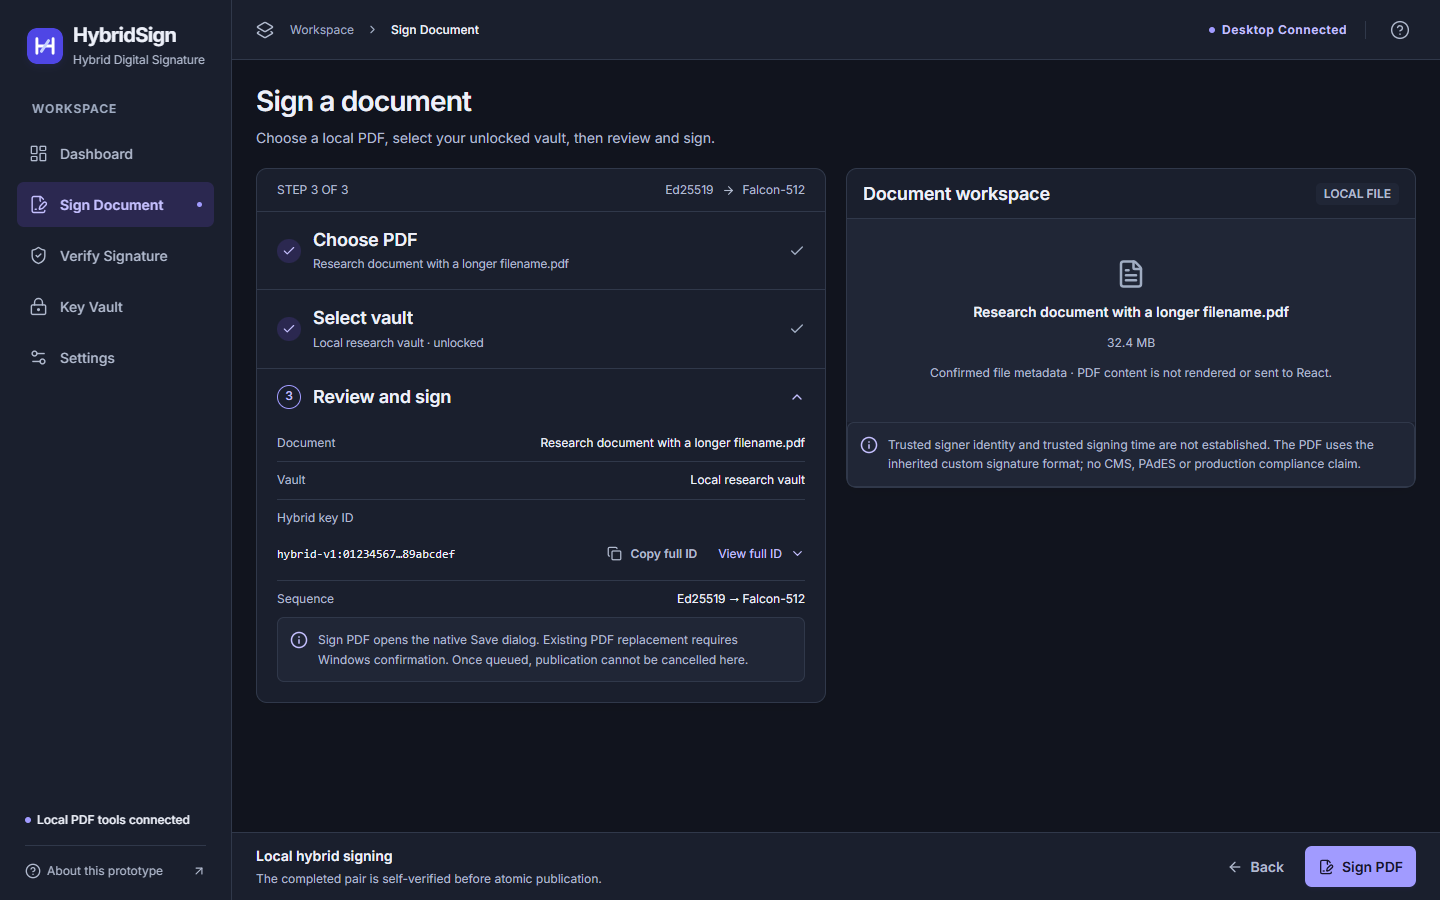 HybridSign
Hybrid Digital Signature
WORKSPACE
Dashboard
Sign Document
Verify Signature
Key Vault
Settings
Local PDF tools connected
About this prototype
Workspace
Sign Document
Desktop Connected
Sign a document
Choose a local PDF, select your unlocked vault, then review and sign.
STEP 3 OF 3
Ed25519 → Falcon-512
Choose PDF
Research document with a longer filename.pdf
Select vault
Local research vault · unlocked
3
Review and sign
Document
Research document with a longer filename.pdf
Vault
Local research vault
Hybrid key ID
hybrid-v1:01234567…89abcdef
Copy full ID
View full ID
Sequence
Ed25519 → Falcon-512
Sign PDF opens the native Save dialog. Existing PDF replacement requires
Windows confirmation. Once queued, publication cannot be cancelled here.
Document workspace
LOCAL FILE
Research document with a longer filename.pdf
32.4 MB
Confirmed file metadata · PDF content is not rendered or sent to React.
Trusted signer identity and trusted signing time are not established. The PDF uses the
inherited custom signature format; no CMS, PAdES or production compliance claim.
Local hybrid signing
The completed pair is self-verified before atomic publication.
Back
Sign PDF